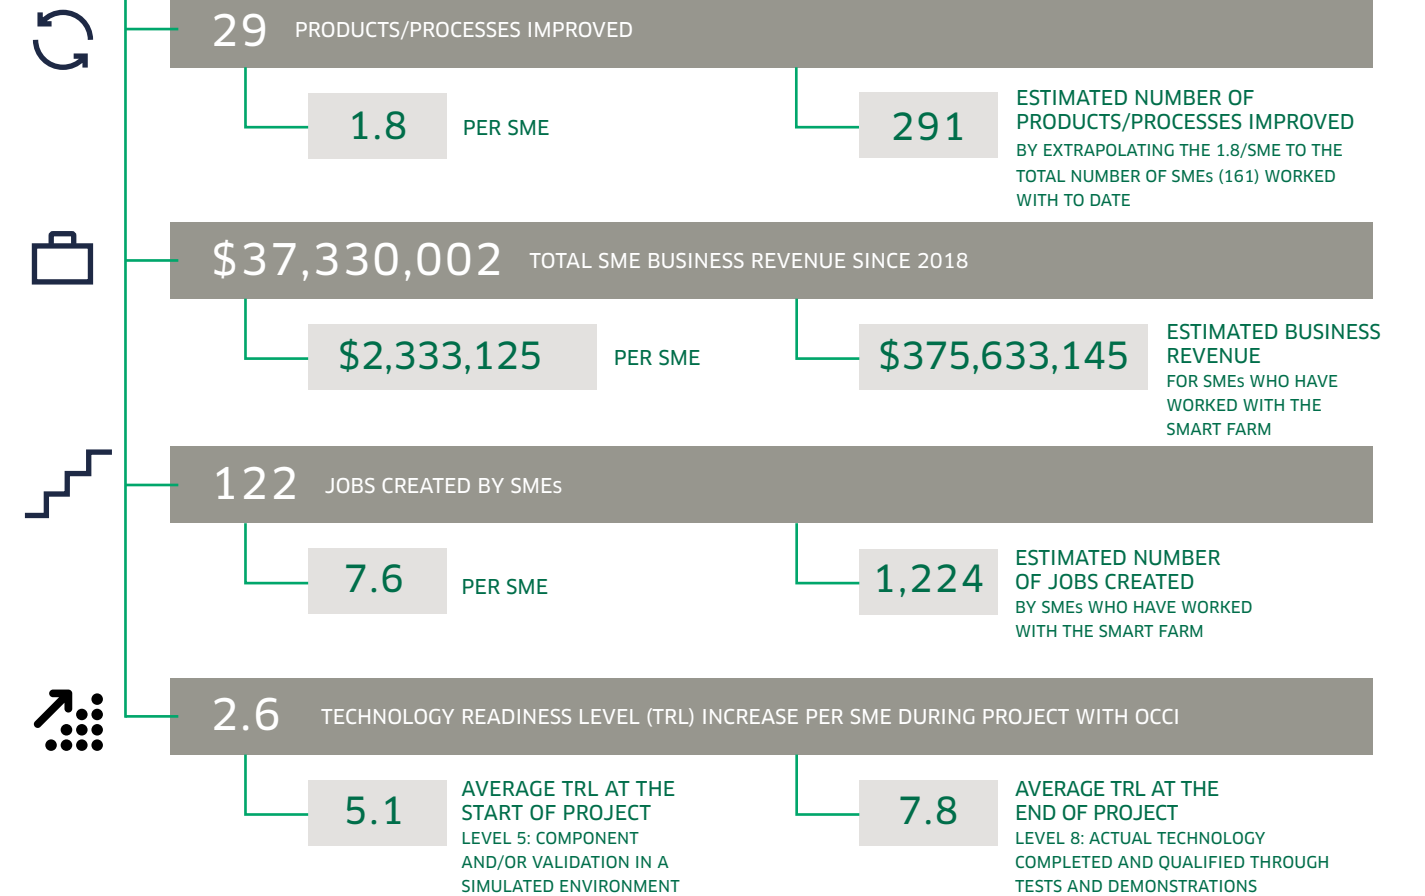 29 PRODUCTS/PROCESSES IMPROVED
1.8 PER SME
291 ESTIMATED NUMBER OF
PRODUCTS/PROCESSES IMPROVED
BY EXTRAPOLATING THE 1.8/SME TO THE
TOTAL NUMBER OF SMEs (161) WORKED
WITH TO DATE
$37,330,002 TOTAL SME BUSINESS REVENUE SINCE 2018
$2,333,125 PER SME
$375,633,145 ESTIMATED BUSINESS
REVENUE
FOR SMEs WHO HAVE
WORKED WITH THE
SMART FARM
122 JOBS CREATED BY SMEs
7.6 PER SME
1,224 ESTIMATED NUMBER
OF JOBS CREATED
BY SMEs WHO HAVE WORKED
WITH THE SMART FARM
2.6 TECHNOLOGY READINESS LEVEL (TRL) INCREASE PER SME DURING PROJECT WITH OCCI
5.1 AVERAGE TRL AT THE
START OF PROJECT
LEVEL 5: COMPONENT
AND/OR VALIDATION IN A
SIMULATED ENVIRONMENT
7.8 AVERAGE TRL AT THE
END OF PROJECT
LEVEL 8: ACTUAL TECHNOLOGY
COMPLETED AND QUALIFIED THROUGH
TESTS AND DEMONSTRATIONS